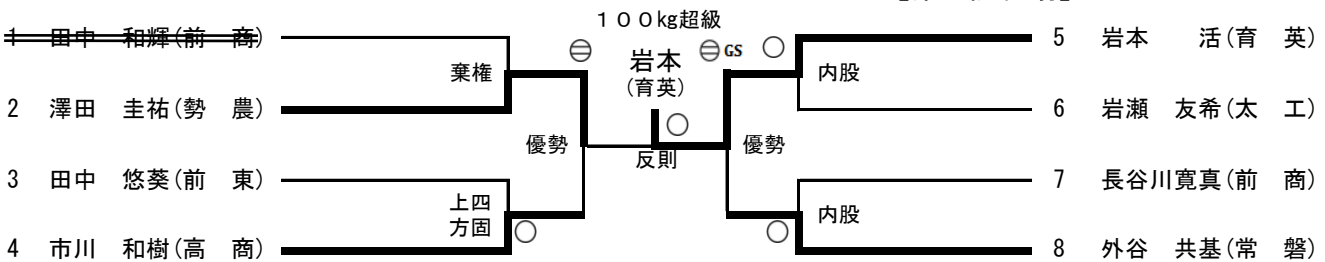 １００kg超級
1 田中 和輝(前 商)
2 澤田 圭祐(勢 農)
3 田中 悠葵(前 東)
4 市川 和樹(高 商)
棄権
上四
方固
優勢
岩本
(育英)
反則
GS
優勢
内股
内股
5 岩本 活(育 英)
6 岩瀬 友希(太 工)
7 長谷川寛真(前 商)
8 外谷 共基(常 磐)